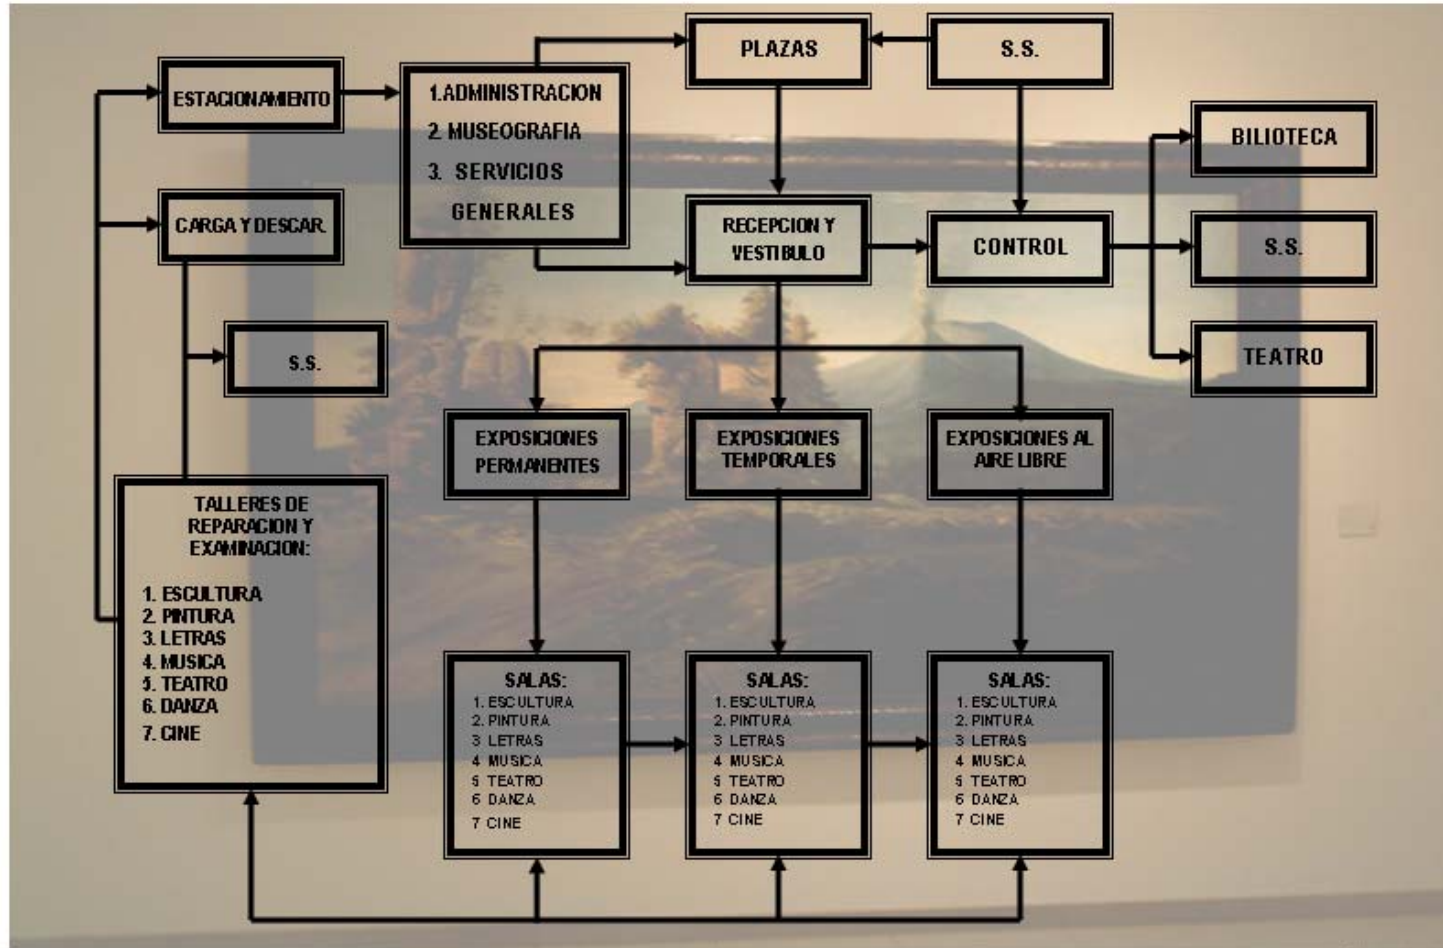 PLAZAS
S.S.
ESTACIONAMIENTO
1.ADMINISTRACION
2. MUSEOGRAFIA
3. SERVICIOS
GENERALES
BILIOTECA
CARGA Y DESCAR.
RECEPCION Y
VESTIBULO
CONTROL
S.S.
S.S.
TEATRO
EXPOSICIONES
PERMANENTES
EXPOSICIONES
TEMPORALES
EXPOSICIONES AL
AIRE LIBRE
TALLERES DE
REPARACION Y
EXAMINACION:
1. ESCULTURA
2. PINTURA
3. LETRAS
4. MUSICA
5. TEATRO
6. DANZA
7. CINE
SALAS:
1. ESCULTURA
2. PINTURA
3 LETRAS
4 MUSICA
5 TEATRO
6 DANZA
7 CINE
SALAS:
1. ESCULTURA
2. PINTURA
3 LETRAS
4 MUSICA
5 TEATRO
6 DANZA
7 CINE
SALAS:
1. ESCULTURA
2. PINTURA
3 LETRAS
4 MUSICA
5 TEATRO
6 DANZA
7 CINE